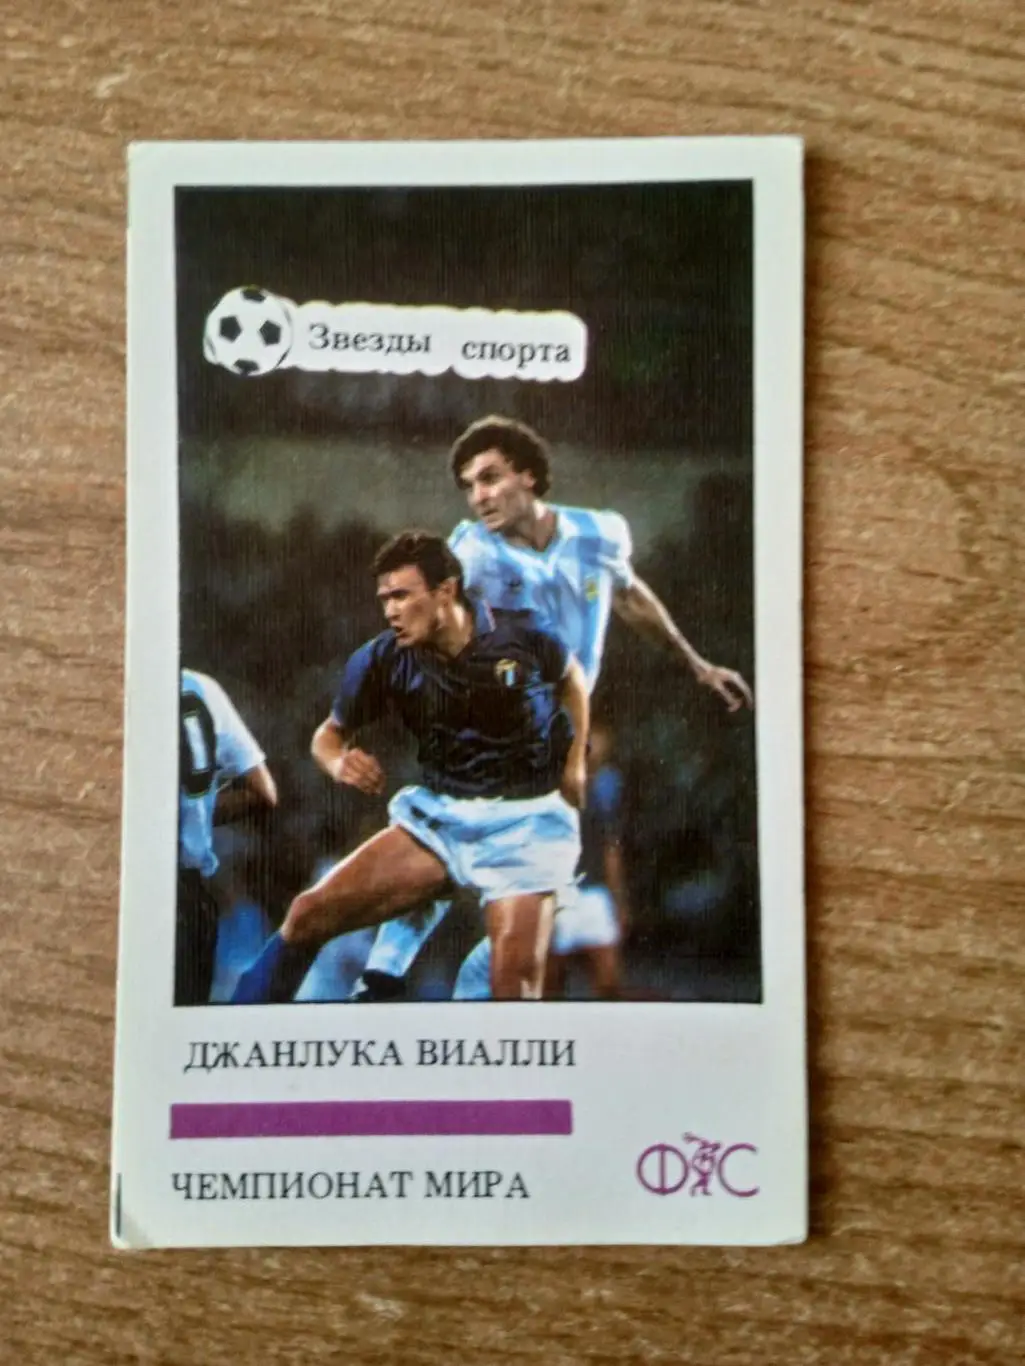 Звезды спорта
ДЖАНЛУКА ВИАЛЛИ
ЧЕМПИОНАТ МИРА
ФиС